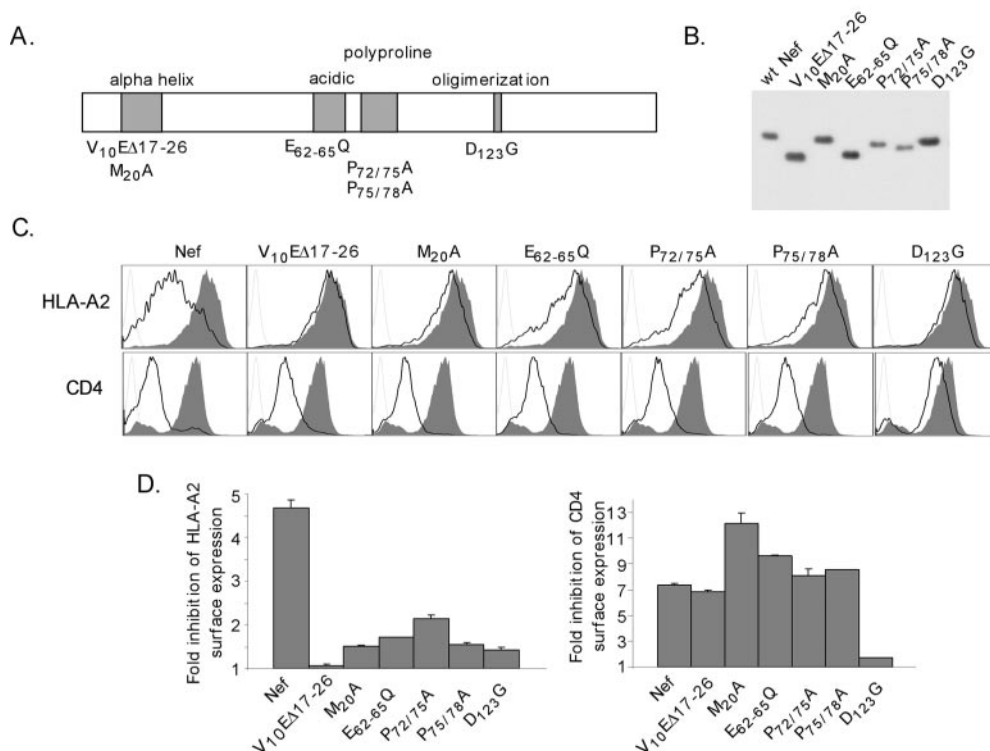 A.
polyproline
alpha helix acidic oligimerization
V10EΔ17-26 E62-65Q P72/75A D123G
M20A P75/78A
B.
wt Nef V10EΔ17-26 M20A E62-65Q P72/75A P75/78A D123G
C.
Nef V10EΔ17-26 M20A E62-65Q P72/75A P75/78A D123G
HLA-A2
CD4
D.
Fold inhibition of HLA-A2
surface expression
5
4
3
2
1
Nef V10EΔ17-26 M20A E62-65Q P72/75A P75/78A D123G
Fold inhibition of CD4
surface expression
13
11
9
7
5
3
1
Nef V10EΔ17-26 M20A E62-65Q P72/75A P75/78A D123G